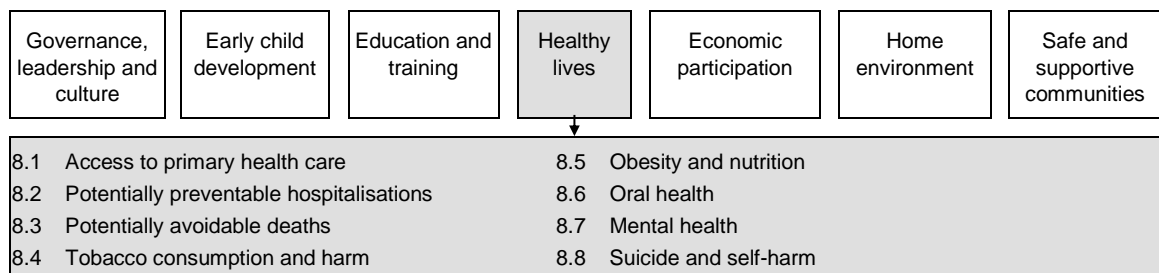 Governance,
leadership and
culture
Early child
development
Education and
training
Healthy
lives
Economic
participation
Home
environment
Safe and
supportive
communities
8.1 Access to primary health care
8.2 Potentially preventable hospitalisations
8.3 Potentially avoidable deaths
8.4 Tobacco consumption and harm
8.5 Obesity and nutrition
8.6 Oral health
8.7 Mental health
8.8 Suicide and self-harm